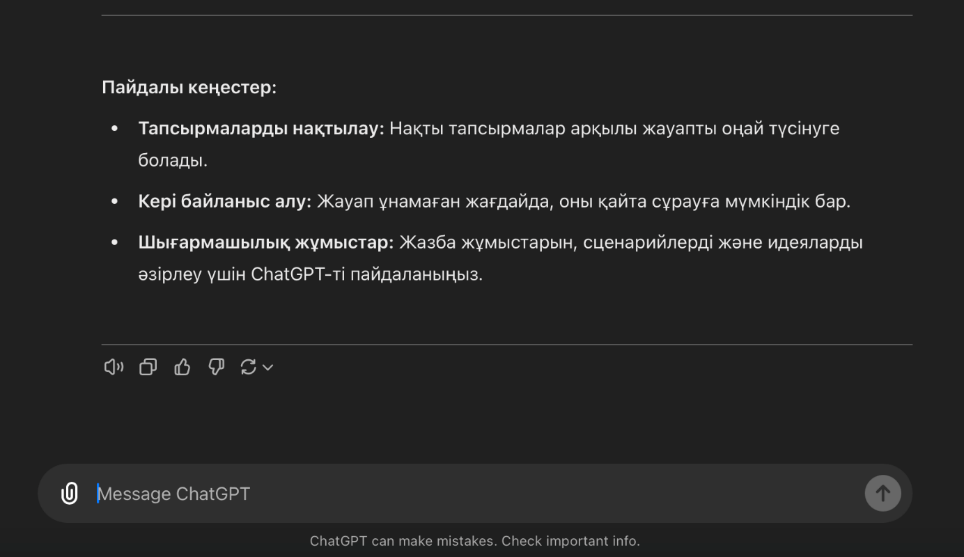 Пайдалы кеңестер:
• Тапсырмаларды нақтылау: Нақты тапсырмалар арқылы жауапты оңай түсінуге
болады.
• Кері байланыс алу: Жауап ұнамаған жағдайда, оны қайта сұрауға мүмкіндік бар.
• Шығармашылық жұмыстар: Жазба жұмыстарын, сценарийлерді және идеяларды
әзірлеу үшін ChatGPT-ті пайдаланыңыз.
Message ChatGPT
ChatGPT can make mistakes. Check important info.